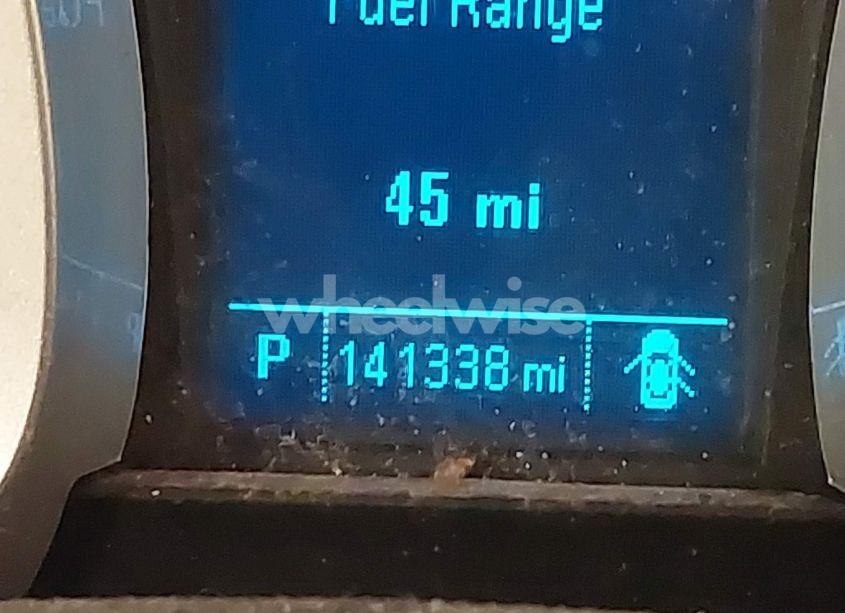 Fuel Range
45 mi
wheelwise
P 141338 mi